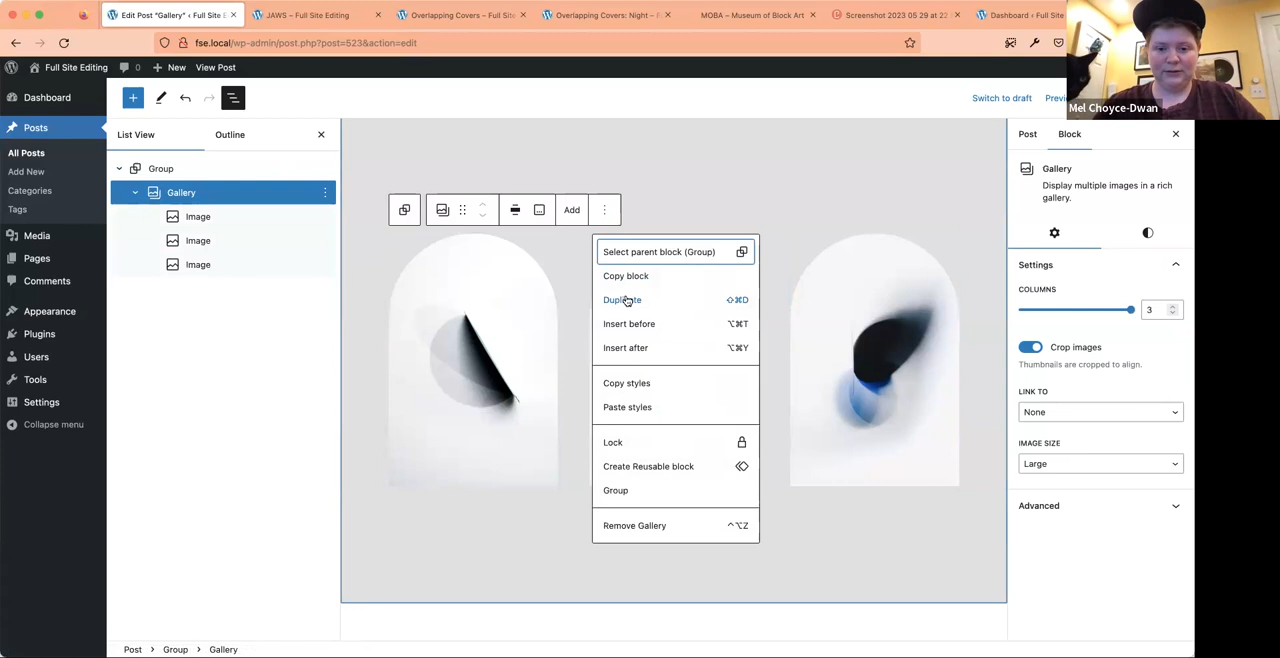 Edit Post "Gallery" ‹ Full Site E
JAWS – Full Site Editing
Overlapping Covers – Full Site
Overlapping Covers: Night – F
MOBA — Museum of Block Art
Screenshot 2023 05 29 at 22
Dashboard ‹ Full Site
fse.local/wp-admin/post.php?post=523&action=edit
Full Site Editing
0
New
View Post
Mel Choyce-Dwan
Dashboard
Posts
All Posts
Add New
Categories
Tags
Media
Pages
Comments
Appearance
Plugins
Users
Tools
Settings
Collapse menu
Switch to draft
List View
Outline
Group
Gallery
Image
Image
Image
Add
Select parent block (Group)
Copy block
Duplicate ⇧⌘D
Insert before ⌥⌘T
Insert after ⌥⌘Y
Copy styles
Paste styles
Lock
Create Reusable block
Group
Remove Gallery ⌃⌥Z
Post
Block
Gallery
Display multiple images in a rich
gallery.
Settings
COLUMNS
3
Crop images
Thumbnails are cropped to align.
LINK TO
None
IMAGE SIZE
Large
Advanced
Post > Group > Gallery